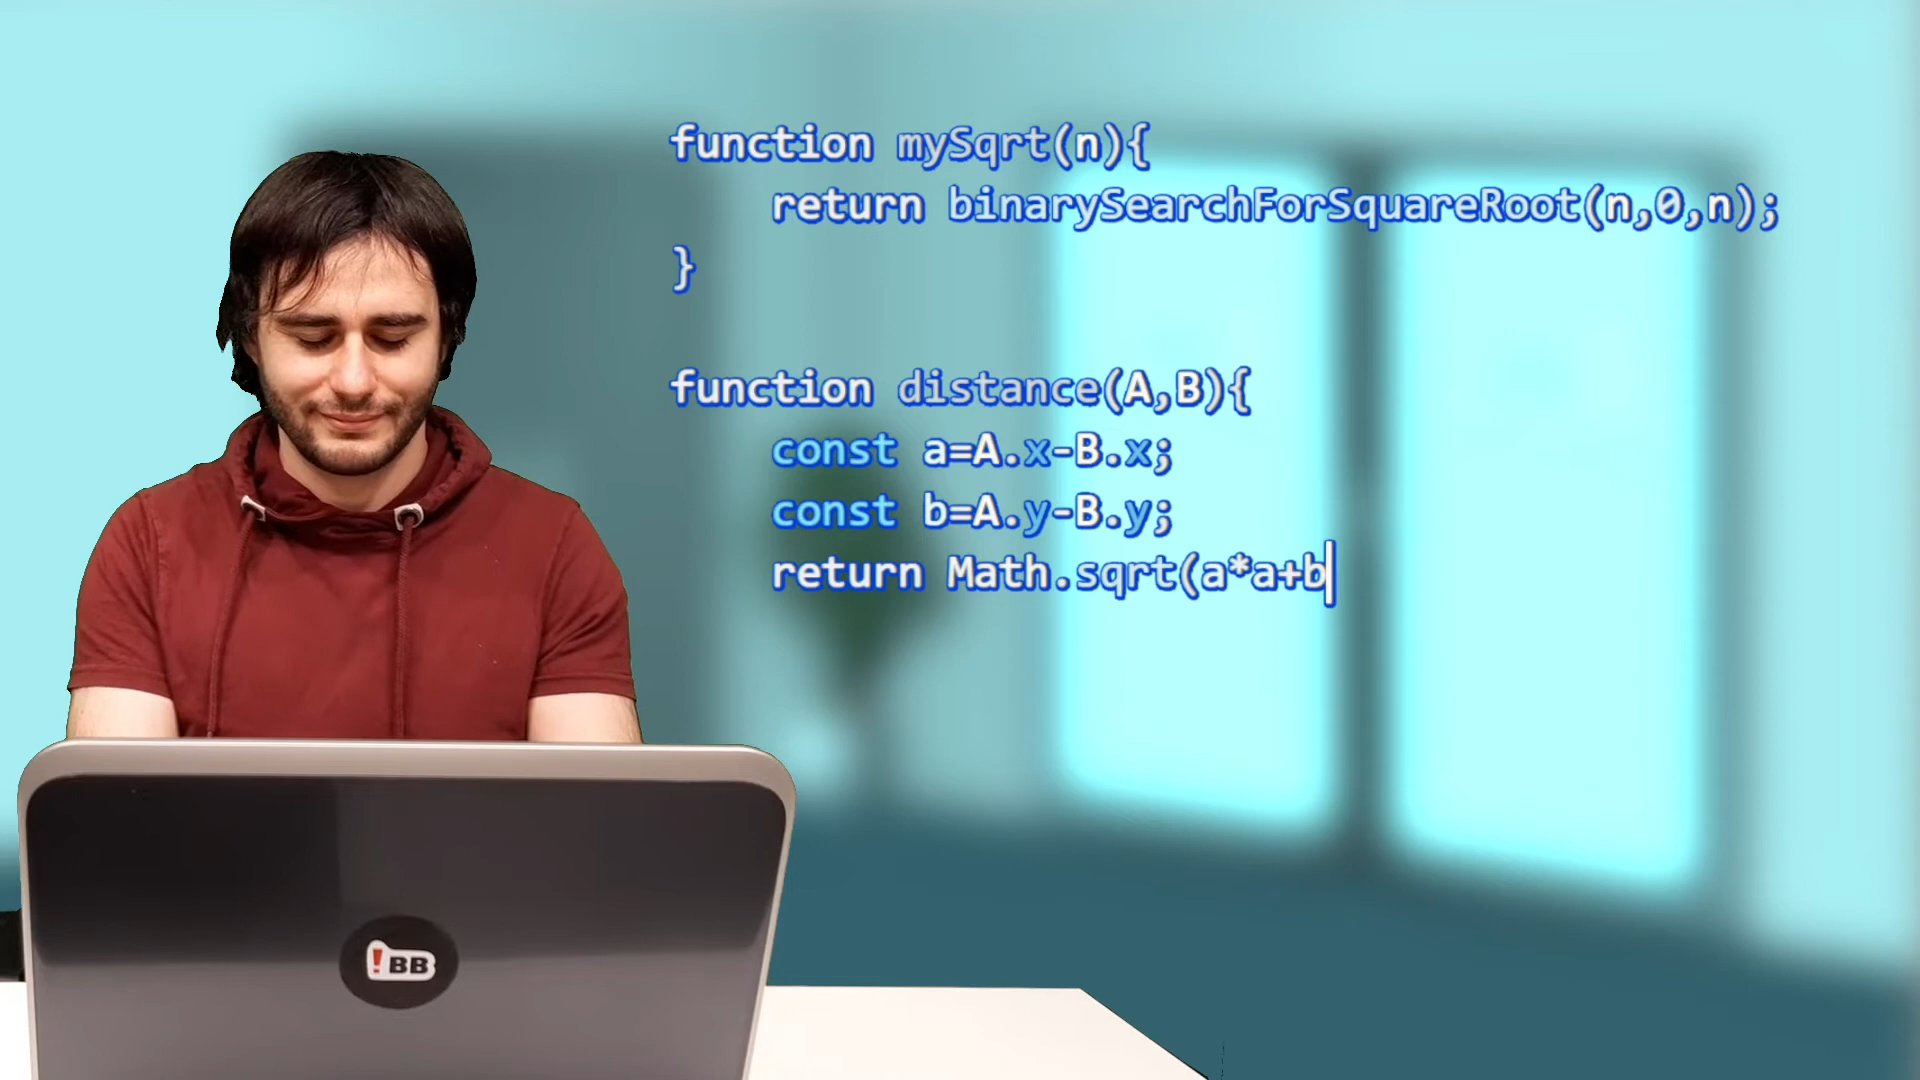 function mySqrt(n){
return binarySearchForSquareRoot(n,0,n);
}
function distance(A,B){
const a=A.x-B.x;
const b=A.y-B.y;
return Math.sqrt(a*a+b
!BB